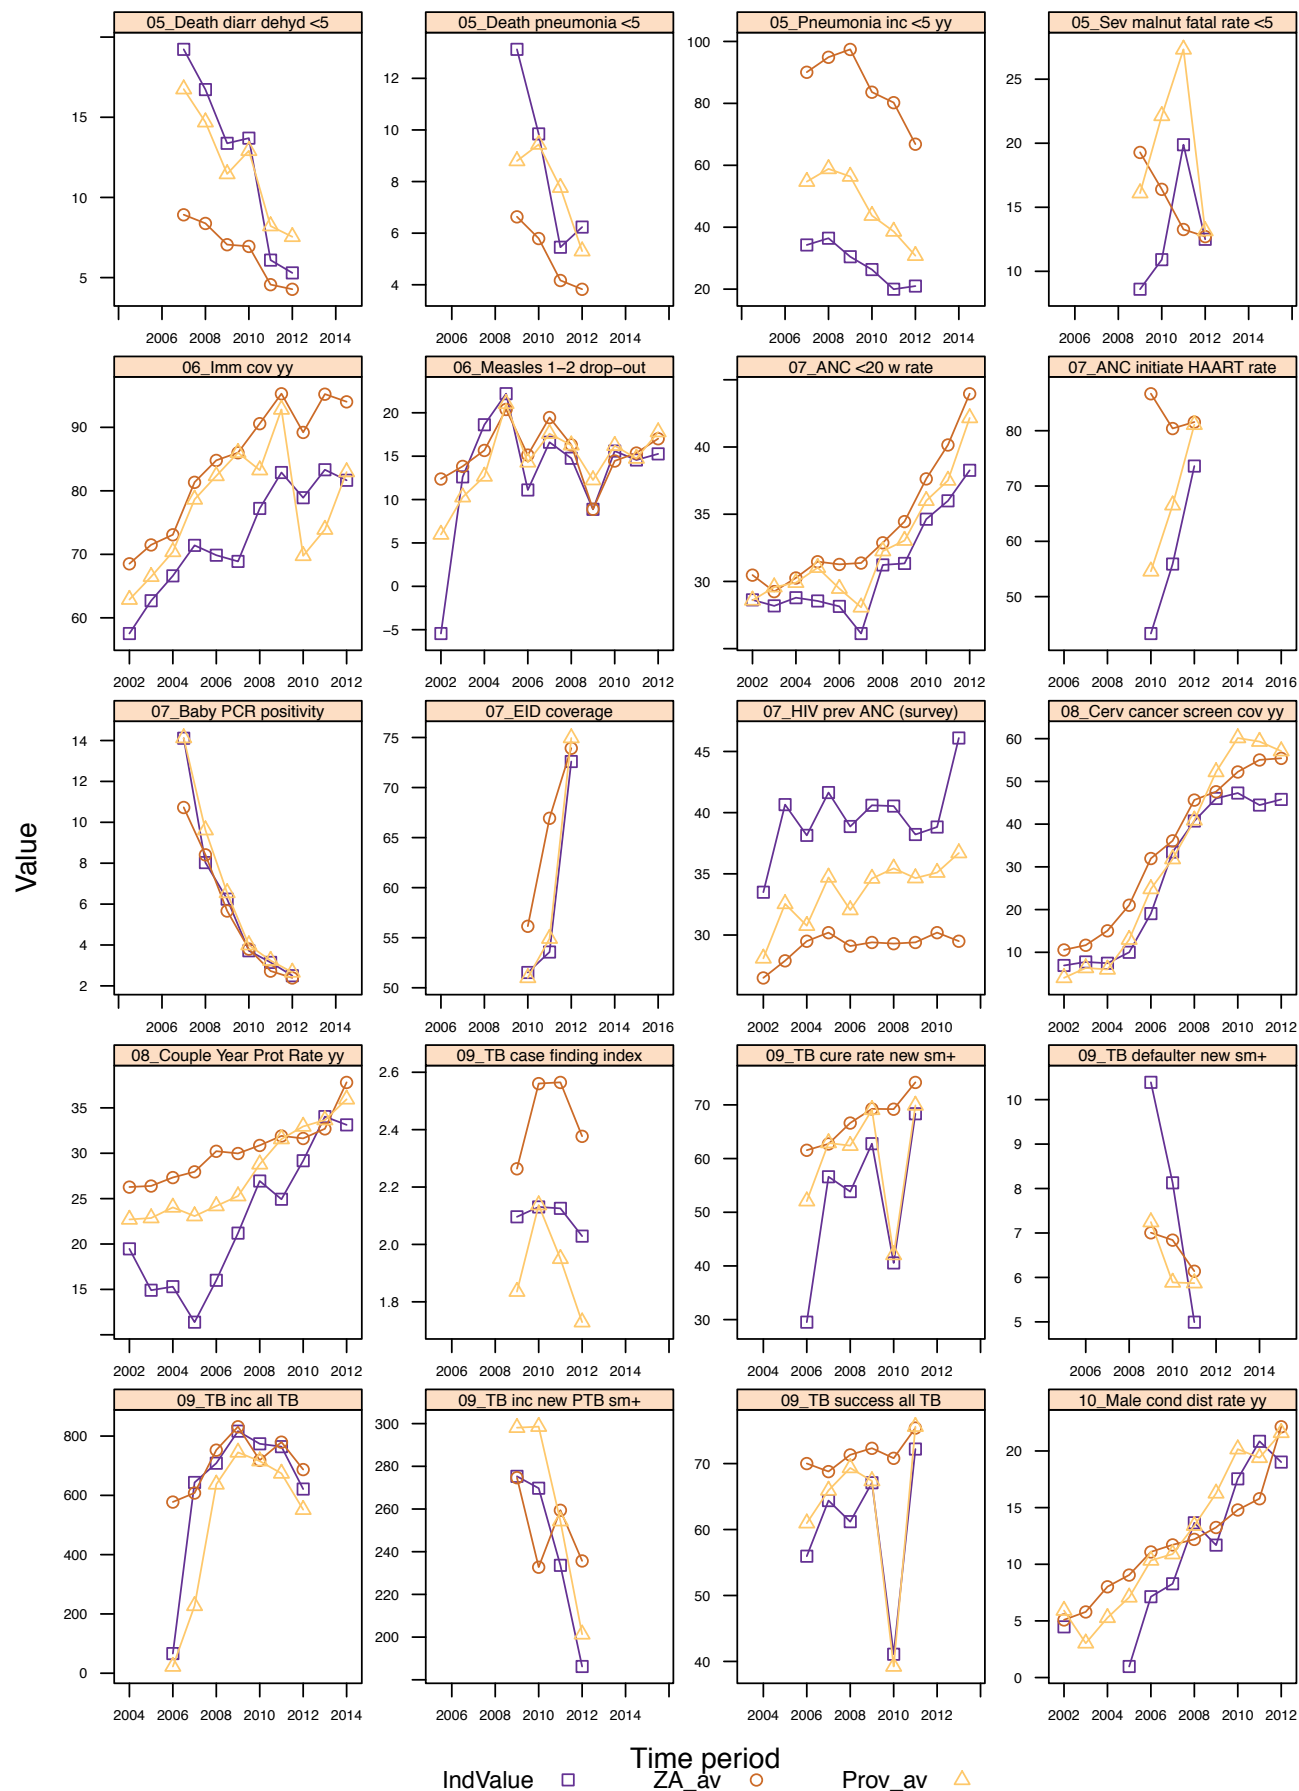 05_Death diarr dehyd <5
05_Death pneumonia <5
05_Pneumonia inc <5 yy
05_Sev malnut fatal rate <5
5 10 15
4 6 8 10 12
20 40 60 80 100
10 15 20 25
2006 2008 2010 2012 2014
2006 2008 2010 2012 2014
2006 2008 2010 2012 2014
2006 2008 2010 2012 2014
06_Imm cov yy
06_Measles 1−2 drop−out
07_ANC <20 w rate
07_ANC initiate HAART rate
60 70 80 90
−5 0 5 10 15 20
30 35 40
50 60 70 80
2002 2004 2006 2008 2010 2012
2002 2004 2006 2008 2010 2012
2002 2004 2006 2008 2010 2012
2006 2008 2010 2012 2014 2016
07_Baby PCR positivity
07_EID coverage
07_HIV prev ANC (survey)
08_Cerv cancer screen cov yy
2 4 6 8 10 12 14
50 55 60 65 70 75
30 35 40 45
10 20 30 40 50 60
2006 2008 2010 2012 2014
2006 2008 2010 2012 2014 2016
2002 2004 2006 2008 2010
2002 2004 2006 2008 2010 2012
Value
08_Couple Year Prot Rate yy
09_TB case finding index
09_TB cure rate new sm+
09_TB defaulter new sm+
15 20 25 30 35
1.8 2.0 2.2 2.4 2.6
30 40 50 60 70
5 6 7 8 9 10
2002 2004 2006 2008 2010 2012
2006 2008 2010 2012 2014
2004 2006 2008 2010 2012
2006 2008 2010 2012 2014
09_TB inc all TB
09_TB inc new PTB sm+
09_TB success all TB
10_Male cond dist rate yy
0 200 400 600 800
200 220 240 260 280 300
40 50 60 70
0 5 10 15 20
2004 2006 2008 2010 2012 2014
2006 2008 2010 2012 2014
2004 2006 2008 2010 2012
2002 2004 2006 2008 2010 2012
Time period
IndValue ZA_av Prov_av